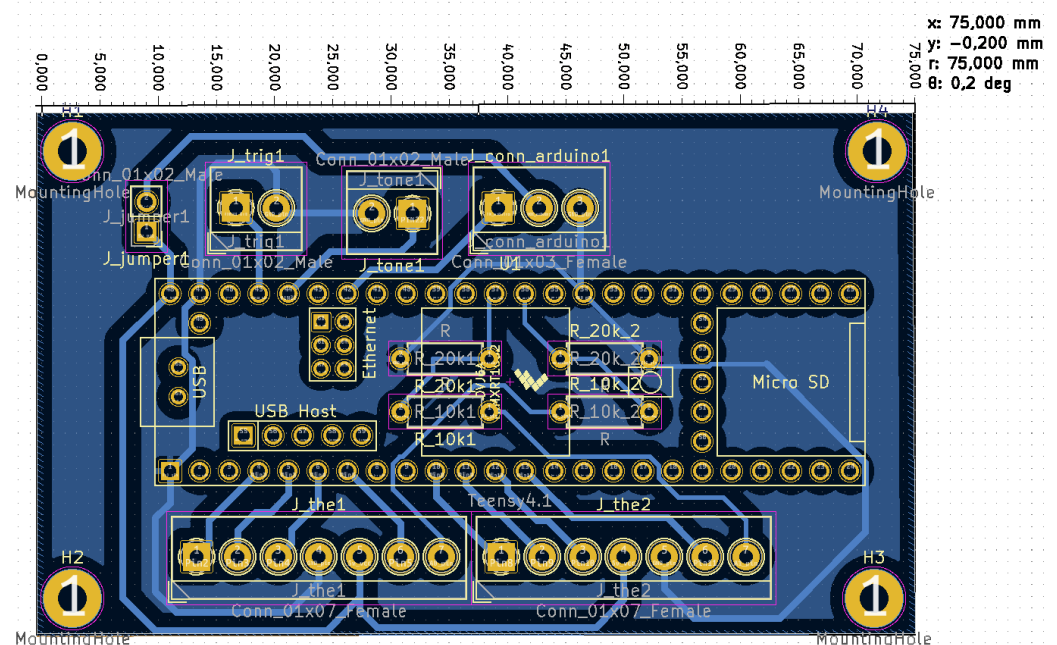 x: 75,000 mm
y: -0,200 mm
r: 75,000 mm
θ: 0,2 deg
0,000
5,000
10,000
15,000
20,000
25,000
30,000
35,000
40,000
45,000
50,000
55,000
60,000
65,000
70,000
75,000
H1
H4
1
1
J_trig1
Conn_01x02_Male
J_conn_arduino1
Conn_01x02_Male
J_tone1
MountingHole
MountingHole
J_jumper1
J_trig1
J_conn_arduino1
J_jumper1
Conn_01x02_Male
J_tone1
Conn_01x03_Female
U1
Ethernet
R
R_20k_2
R_20k1
R_20k_2
USB
R_20k1
R_10k_2
Micro SD
USB Host
R_10k1
R_10k_2
R_10k1
R
Teensy4.1
J_the1
J_the2
H2
H3
1
1
J_the1
J_the2
Conn_01x07_Female
Conn_01x07_Female
MountingHole
MountingHole